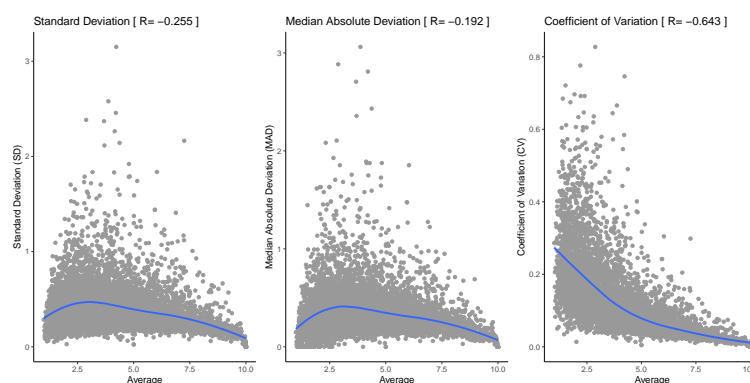 Standard Deviation [ R= −0.255 ]
Standard Deviation (SD)
3
2
1
0
2.5 5.0 7.5 10.0
Average
Median Absolute Deviation [ R= −0.192 ]
Median Absolute Deviation (MAD)
3
2
1
0
2.5 5.0 7.5 10.0
Average
Coefficient of Variation [ R= −0.643 ]
Coefficient of Variation (CV)
0.8
0.6
0.4
0.2
0.0
2.5 5.0 7.5
Average